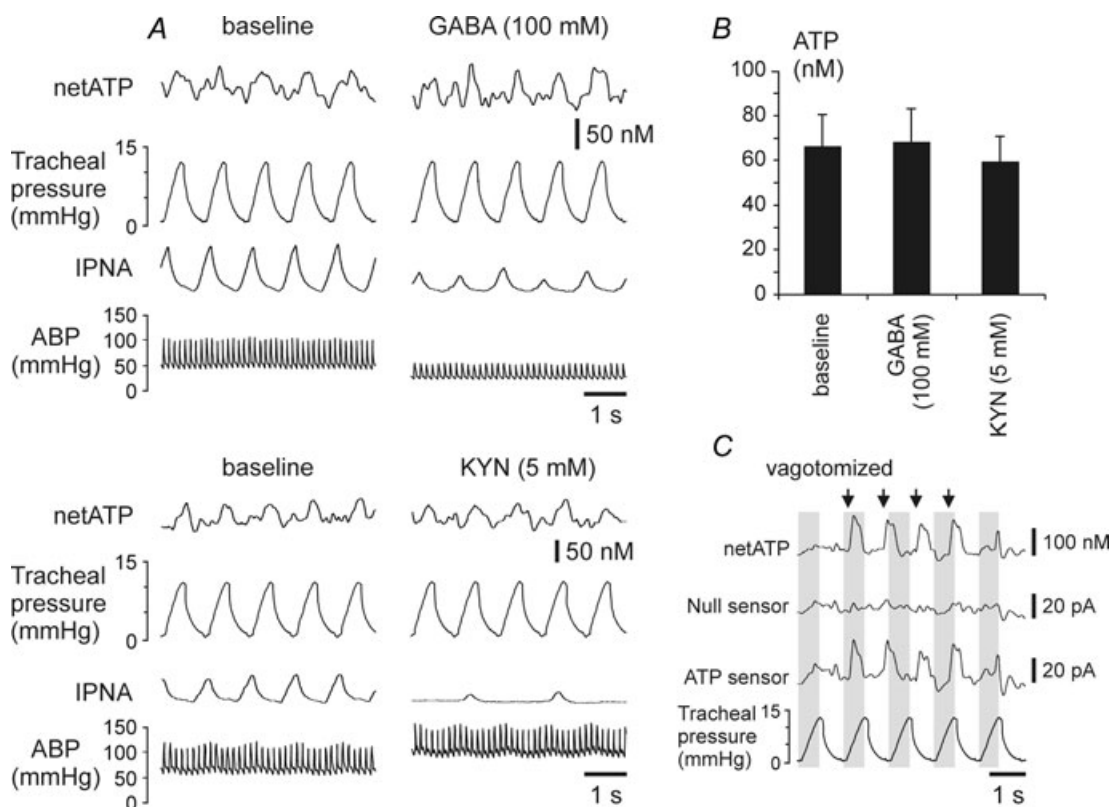 A
baseline
GABA (100 mM)
netATP
50 nM
Tracheal
pressure
(mmHg)
15
0
IPNA
ABP
(mmHg)
150
100
50
0
1 s
baseline
KYN (5 mM)
netATP
50 nM
Tracheal
pressure
(mmHg)
15
0
IPNA
ABP
(mmHg)
150
100
50
0
1 s
B
ATP
(nM)
100
80
60
40
20
0
baseline
GABA
(100 mM)
KYN (5 mM)
C
vagotomized
netATP
100 nM
Null sensor
20 pA
ATP sensor
20 pA
Tracheal
pressure
(mmHg)
15
0
1 s